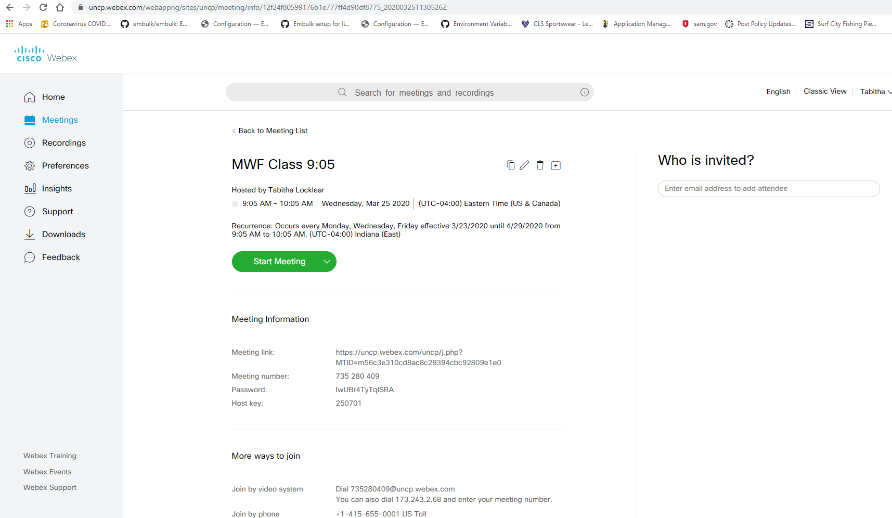 uncp.webex.com/webappng/sites/uncp/meeting/info/12f24f60599176b1e777ff4d90df8775_20200325T130526Z
Apps
Coronavirus COVID...
embulk/embulk: E...
Configuration — E...
Embulk setup for li...
Configuration — E...
Environment Variab...
CLS Sportswear – Le...
Application Manag...
sam.gov
Post Policy Updates...
Surf City Fishing Pie...
CISCO Webex
Search for meetings and recordings
English
Classic View
Tabitha
Home
Meetings
Recordings
Preferences
Insights
Support
Downloads
Feedback
Webex Training
Webex Events
Webex Support
‹ Back to Meeting List
MWF Class 9:05
Hosted by Tabitha Locklear
9:05 AM - 10:05 AM Wednesday, Mar 25 2020 | (UTC-04:00) Eastern Time (US & Canada)
Recurrence: Occurs every Monday, Wednesday, Friday effective 3/23/2020 until 4/29/2020 from
9:05 AM to 10:05 AM, (UTC-04:00) Indiana (East)
Start Meeting
Meeting Information
Meeting link: https://uncp.webex.com/uncp/j.php?
MTID=m56c3e310cd8ac8c29394cbc92809e1e0
Meeting number: 735 280 409
Password: IwUBr4TyTqISRA
Host key: 250701
More ways to join
Join by video system Dial 735280409@uncp.webex.com
You can also dial 173.243.2.68 and enter your meeting number.
Join by phone +1-415-655-0001 US Toll
Who is invited?
Enter email address to add attendee